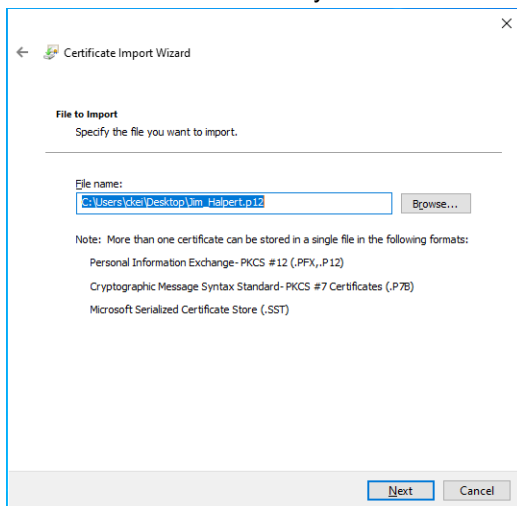 Certificate Import Wizard
File to Import
Specify the file you want to import.
File name:
C:\Users\ckei\Desktop\Jim_Halpert.p12
Browse...
Note: More than one certificate can be stored in a single file in the following formats:
Personal Information Exchange- PKCS #12 (.PFX,.P12)
Cryptographic Message Syntax Standard- PKCS #7 Certificates (.P7B)
Microsoft Serialized Certificate Store (.SST)
Next
Cancel